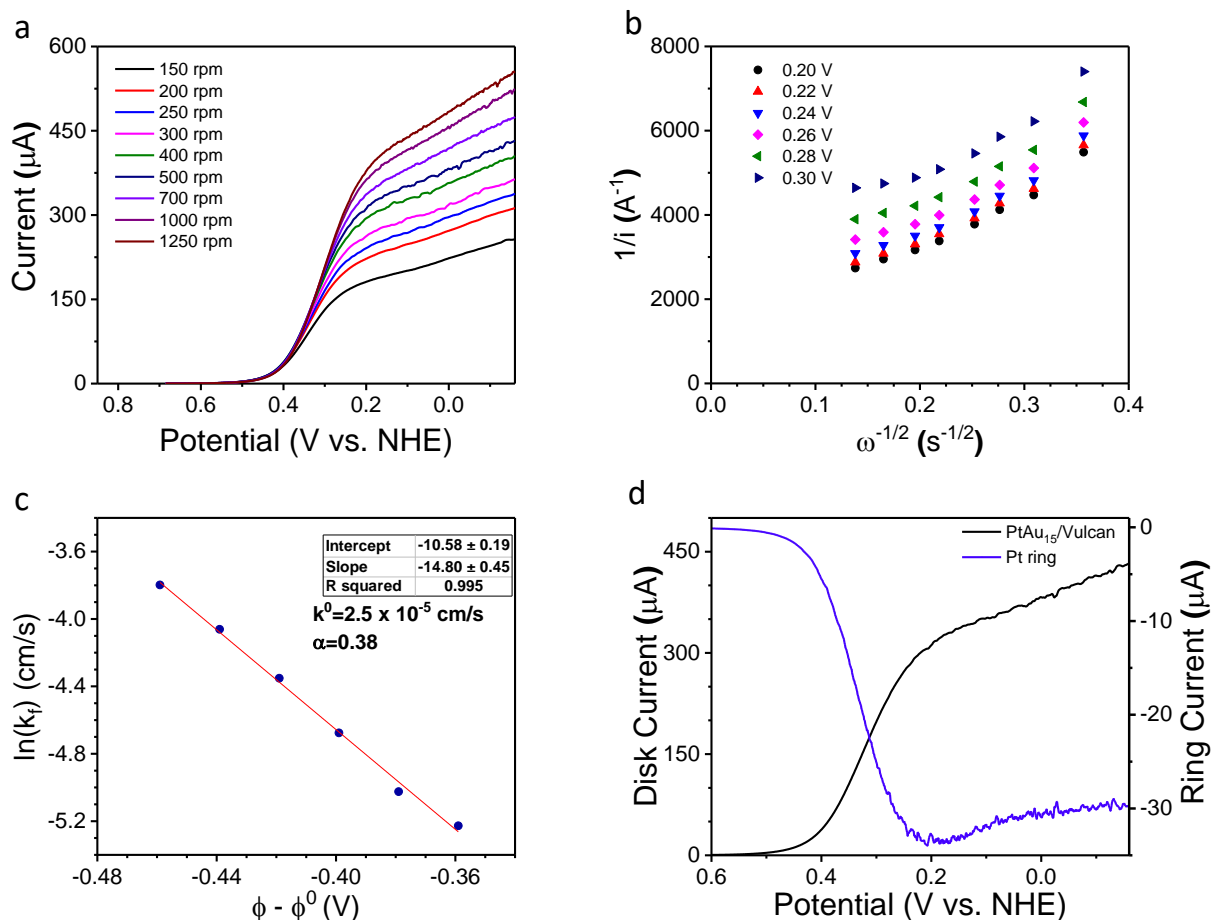 a
600
450
300
150
0
Current (μA)
150 rpm
200 rpm
250 rpm
300 rpm
400 rpm
500 rpm
700 rpm
1000 rpm
1250 rpm
0.8 0.6 0.4 0.2 0.0
Potential (V vs. NHE)
b
8000
6000
4000
2000
0
1/i (A⁻¹)
0.20 V
0.22 V
0.24 V
0.26 V
0.28 V
0.30 V
0.0 0.1 0.2 0.3 0.4
ω⁻¹/² (s⁻¹/²)
c
-3.6
-4.0
-4.4
-4.8
-5.2
ln(k_f) (cm/s)
Intercept -10.58 ± 0.19
Slope -14.80 ± 0.45
R squared 0.995
k⁰=2.5 x 10⁻⁵ cm/s
α=0.38
-0.48 -0.44 -0.40 -0.36
ϕ - ϕ⁰ (V)
d
450
300
150
0
Disk Current (μA)
PtAu₁₅/Vulcan
Pt ring
0
-10
-20
-30
Ring Current (μA)
0.6 0.4 0.2 0.0
Potential (V vs. NHE)